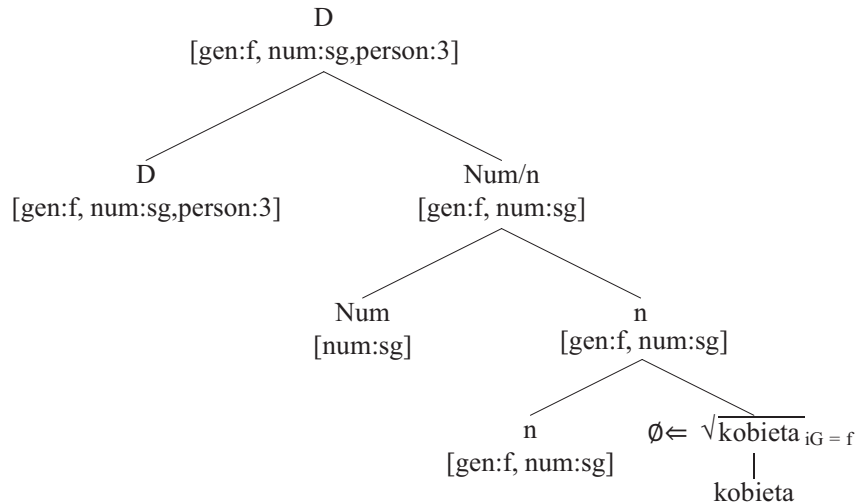 D
[gen:f, num:sg,person:3]
D
Num/n
[gen:f, num:sg,person:3]
[gen:f, num:sg]
Num
n
[num:sg]
[gen:f, num:sg]
n
∅⇐ √kobieta iG = f
[gen:f, num:sg]
kobieta